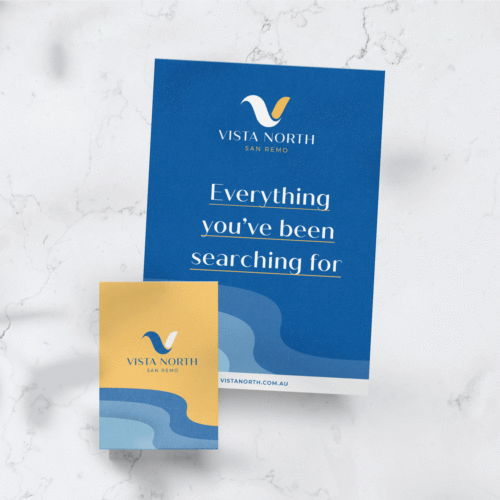 VISTA NORTH
SAN REMO
Everything
you've been
searching for
VISTANORTH.COM.AU
VISTA NORTH
SAN REMO